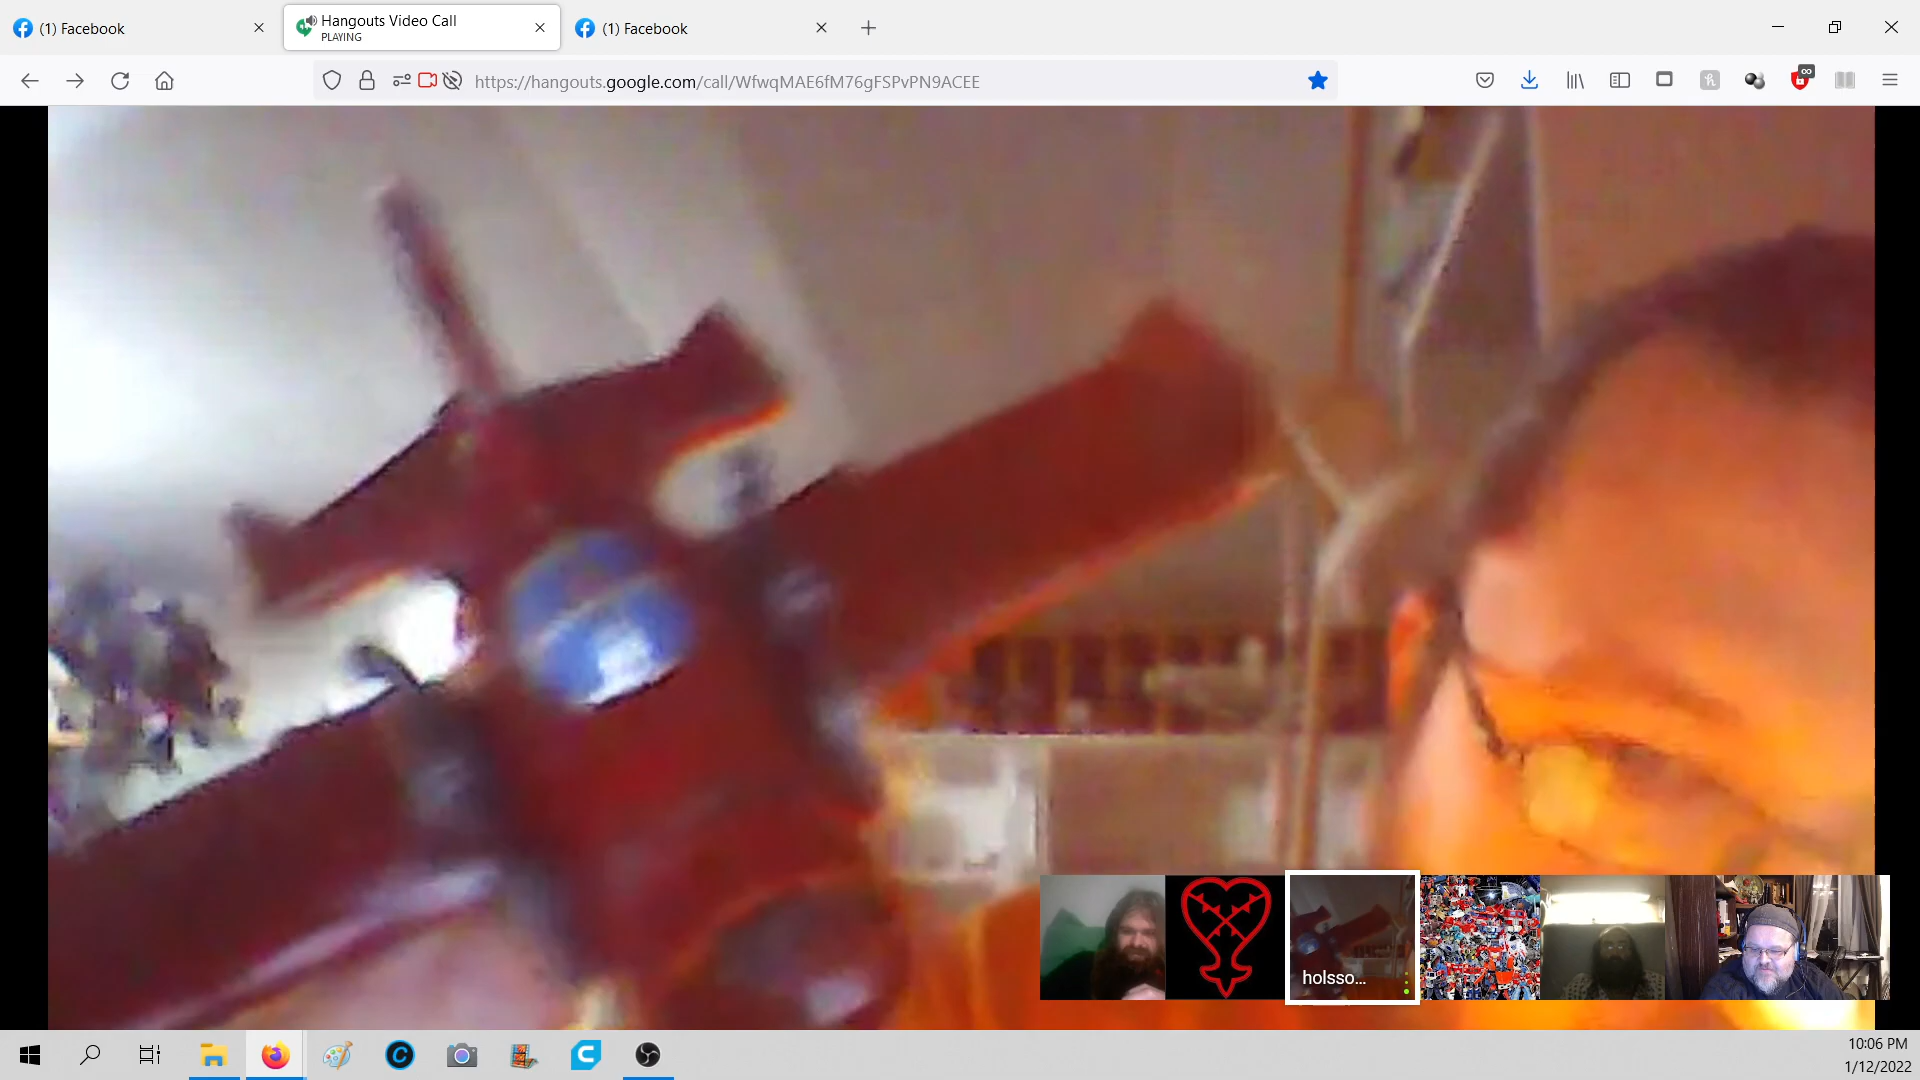 (1) Facebook
Hangouts Video Call
PLAYING
(1) Facebook
https://hangouts.google.com/call/WfwqMAE6fM76gFSPvPN9ACEE
holsso...
10:06 PM
1/12/2022